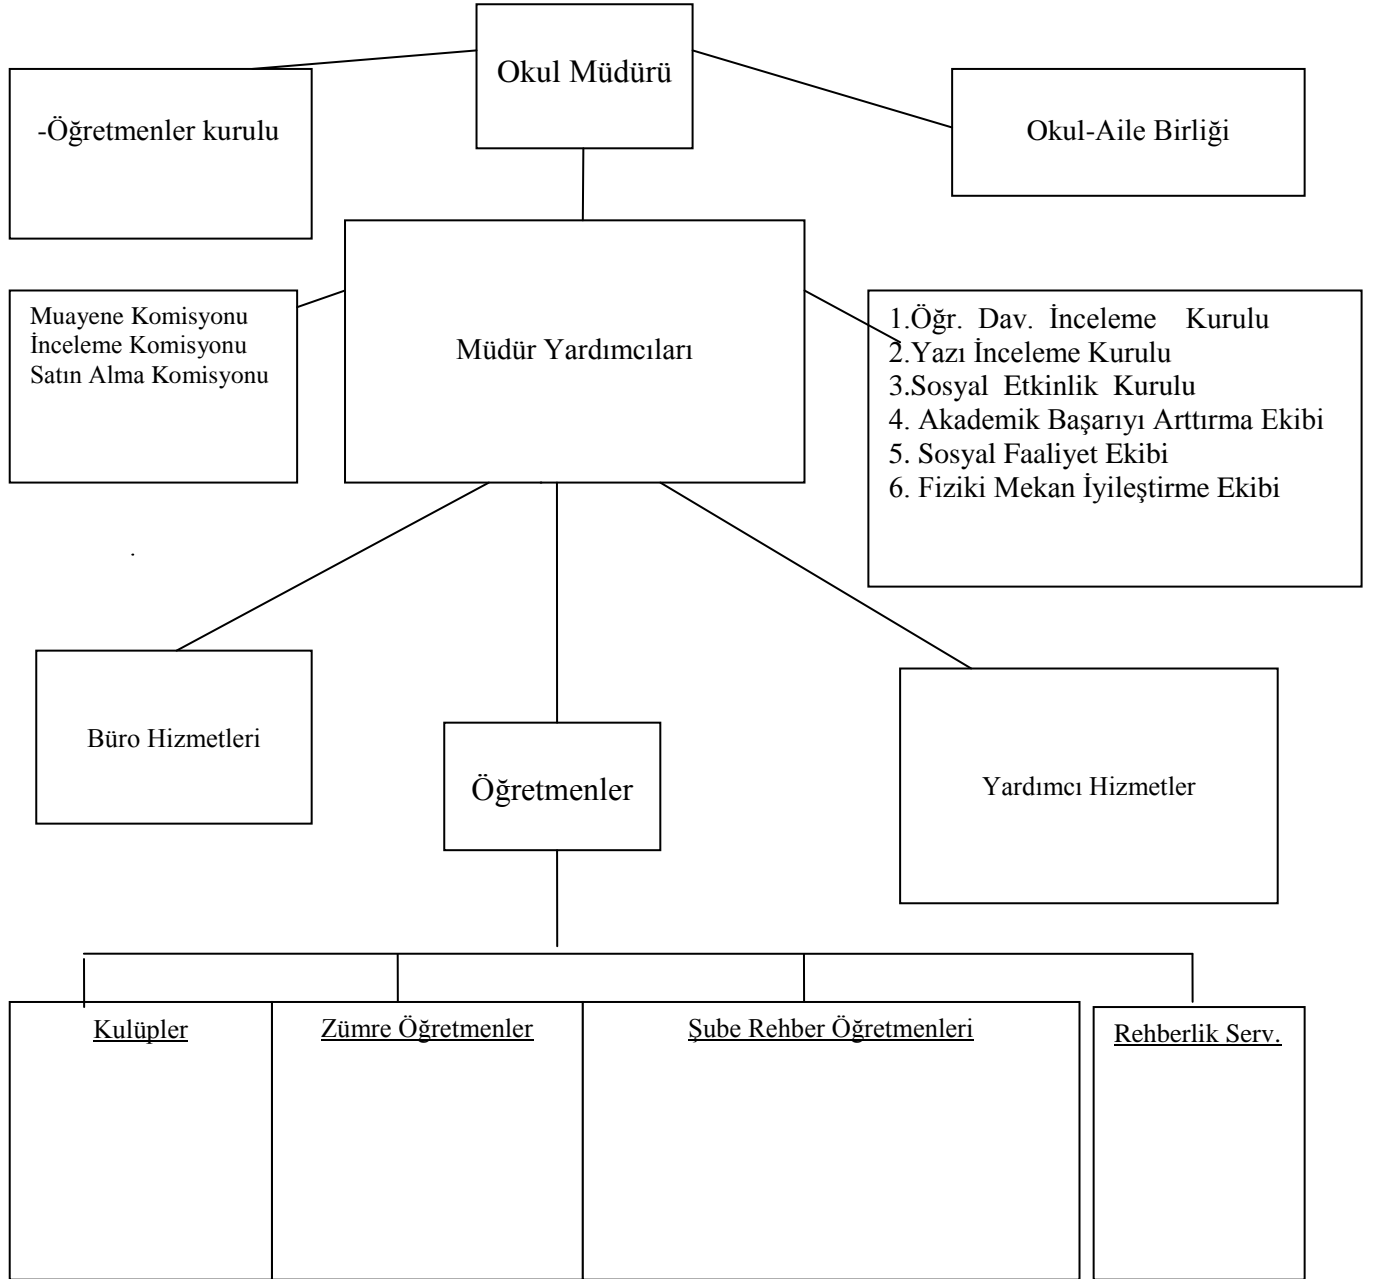 Okul Müdürü
-Öğretmenler kurulu
Okul-Aile Birliği
Muayene Komisyonu
İnceleme Komisyonu
Satın Alma Komisyonu
Müdür Yardımcıları
1.Öğr. Dav. İnceleme Kurulu
2.Yazı İnceleme Kurulu
3.Sosyal Etkinlik Kurulu
4. Akademik Başarıyı Arttırma Ekibi
5. Sosyal Faaliyet Ekibi
6. Fiziki Mekan İyileştirme Ekibi
.
Büro Hizmetleri
Öğretmenler
Yardımcı Hizmetler
Kulüpler
Zümre Öğretmenler
Şube Rehber Öğretmenleri
Rehberlik Serv.